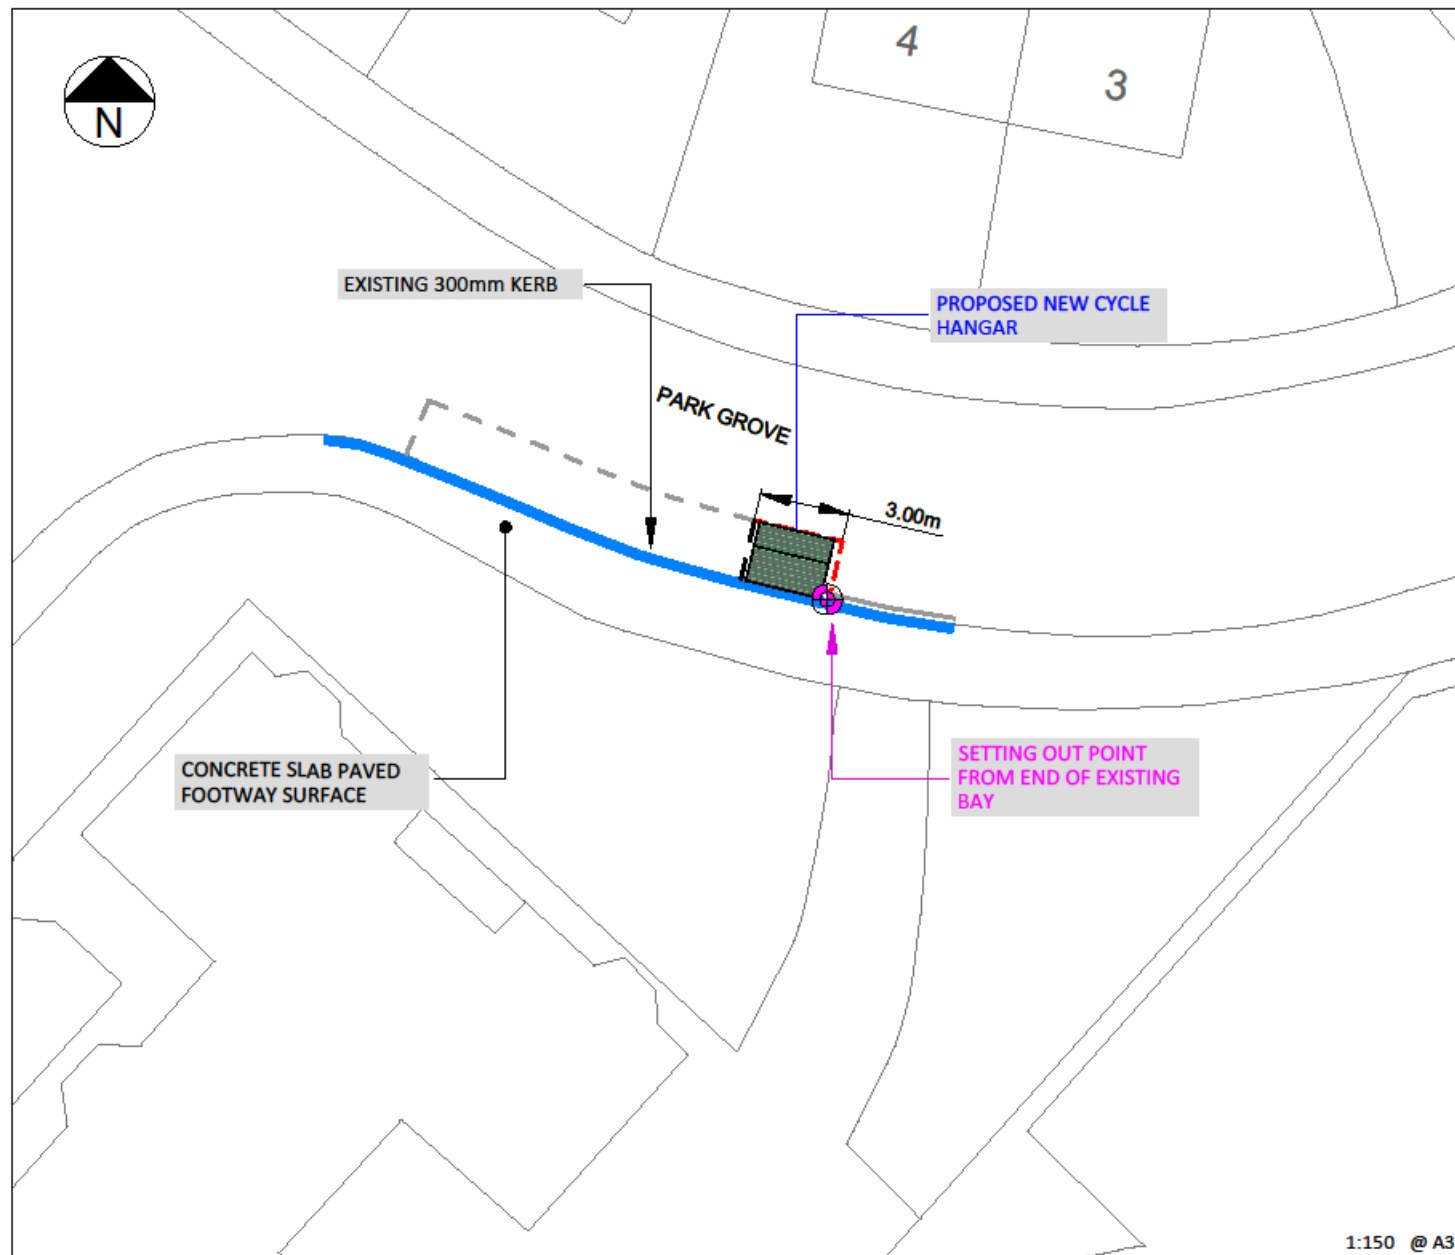 4
3
N
EXISTING 300mm KERB
PROPOSED NEW CYCLE
HANGAR
PARK GROVE
3.00m
CONCRETE SLAB PAVED
FOOTWAY SURFACE
SETTING OUT POINT
FROM END OF EXISTING
BAY
1:150 @ A3